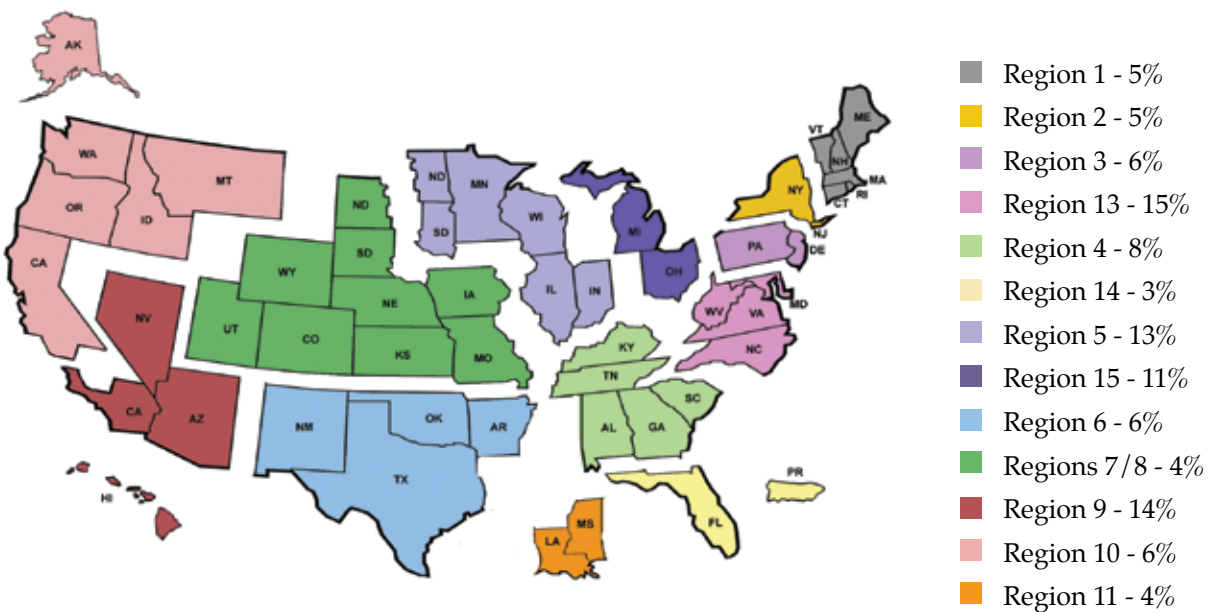 AK
WA
MT
OR
ID
CA
NV
CA
AZ
HI
ND
SD
WY
NE
IA
UT
CO
KS
MO
NM
OK
AR
TX
ND
MN
SD
WI
IL
IN
MI
OH
KY
TN
SC
AL
GA
MS
LA
FL
PR
WV
VA
NC
MD
PA
DE
NJ
NY
VT
ME
NH
MA
RI
CT
Region 1 - 5%
Region 2 - 5%
Region 3 - 6%
Region 13 - 15%
Region 4 - 8%
Region 14 - 3%
Region 5 - 13%
Region 15 - 11%
Region 6 - 6%
Regions 7/8 - 4%
Region 9 - 14%
Region 10 - 6%
Region 11 - 4%